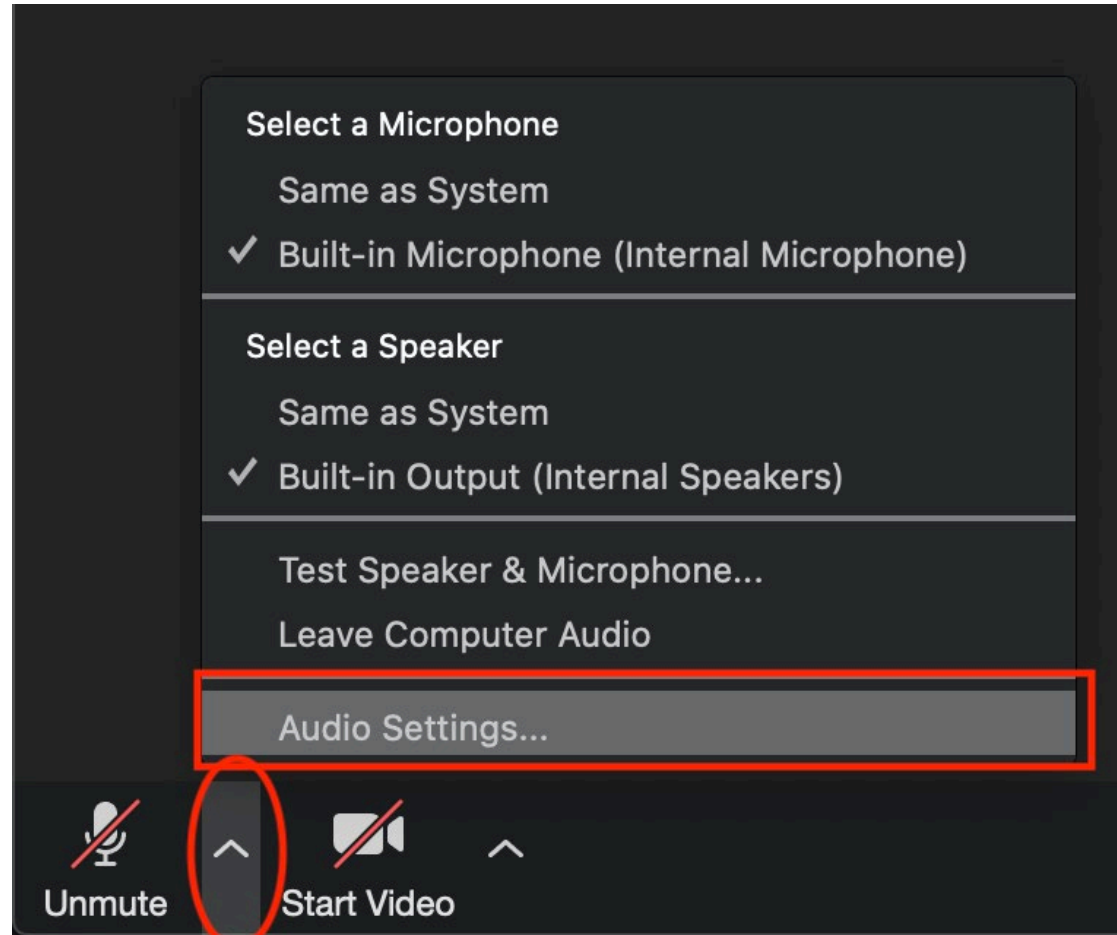 Select a Microphone
Same as System
Built-in Microphone (Internal Microphone)
Select a Speaker
Same as System
Built-in Output (Internal Speakers)
Test Speaker & Microphone...
Leave Computer Audio
Audio Settings...
Unmute
Start Video